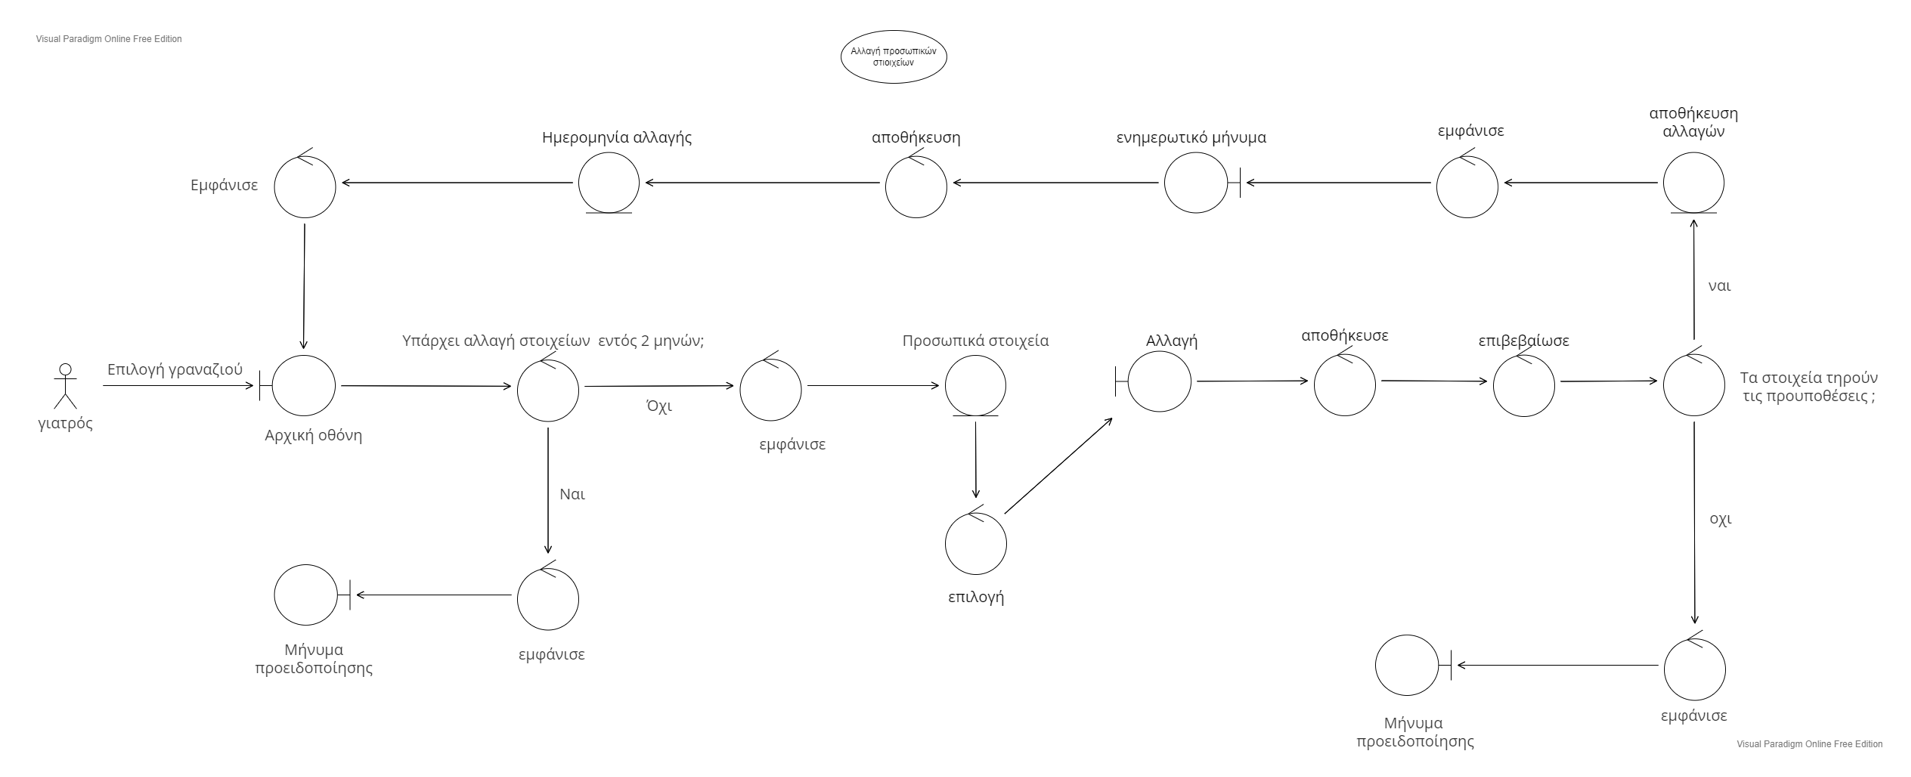 Visual Paradigm Online Free Edition
Αλλαγή προσωπικών
στιοιχείων
Εμφάνισε
Ημερομηνία αλλαγής
αποθήκευση
ενημερωτικό μήνυμα
εμφάνισε
αποθήκευση
αλλαγών
ναι
γιατρός
Επιλογή γραναζιού
Αρχική οθόνη
Υπάρχει αλλαγή στοιχείων εντός 2 μηνών;
Όχι
εμφάνισε
Προσωπικά στοιχεία
Αλλαγή
αποθήκευσε
επιβεβαίωσε
Τα στοιχεία τηρούν
τις προυποθέσεις ;
Ναι
επιλογή
οχι
Μήνυμα
προειδοποίησης
εμφάνισε
Μήνυμα
προειδοποίησης
εμφάνισε
Visual Paradigm Online Free Edition